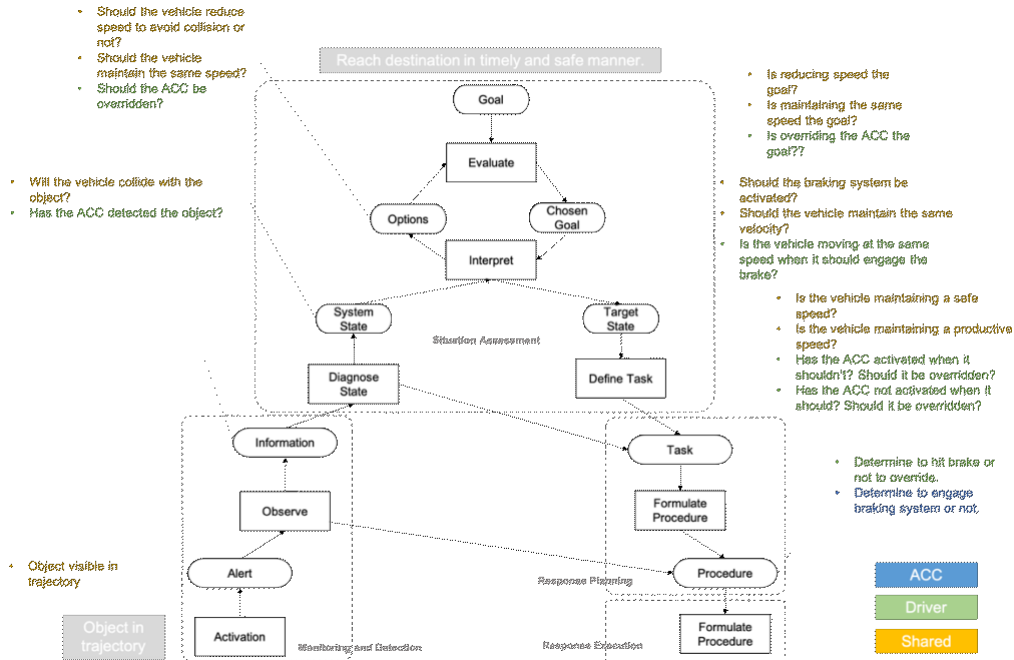 • Should the vehicle reduce
speed to avoid collision or
not?
• Should the vehicle
maintain the same speed?
• Should the ACC be
overridden?
Reach destination in timely and safe manner.
• Is reducing speed the
goal?
• Is maintaining the same
speed the goal?
• Is overriding the ACC the
goal??
Goal
Evaluate
Options
Chosen
Goal
Interpret
• Will the vehicle collide with the
object?
• Has the ACC detected the object?
• Should the braking system be
activated?
• Should the vehicle maintain the same
velocity?
• Is the vehicle moving at the same
speed when it should engage the
brake?
System
State
Target
State
Situation Assessment
Diagnose
State
Define Task
• Is the vehicle maintaining a safe
speed?
• Is the vehicle maintaining a productive
speed?
• Has the ACC activated when it
shouldn't? Should it be overridden?
• Has the ACC not activated when it
should? Should it be overridden?
Information
Task
Observe
Formulate
Procedure
• Determine to hit brake or
not to override.
• Determine to engage
braking system or not.
• Object visible in
trajectory
Alert
Response Planning
Procedure
ACC
Driver
Shared
Object in
trajectory
Activation
Monitoring and Detection
Response Execution
Formulate
Procedure